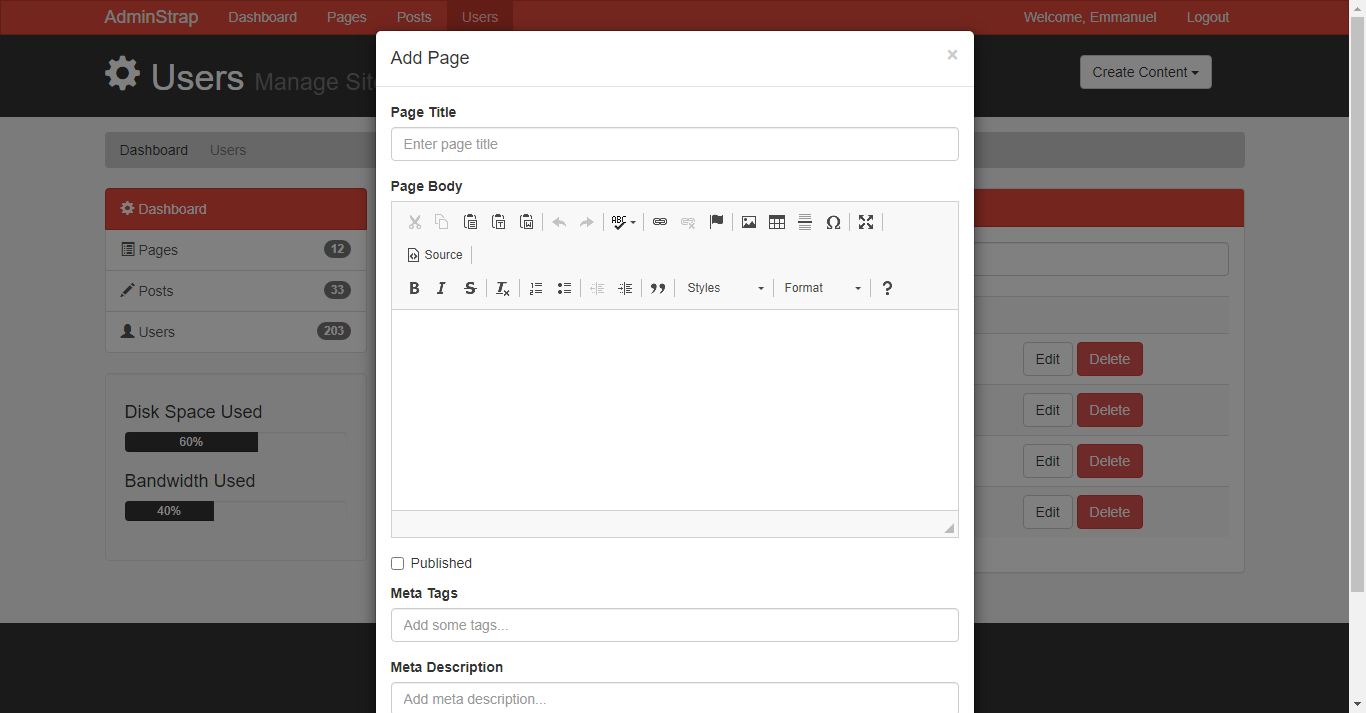 AdminStrap Dashboard Pages Posts Users Welcome, Emmanuel Logout
Add Page ×
Users Manage Site
Create Content
Dashboard Users
Dashboard
Pages 12
Posts 33
Users 203
Disk Space Used
60%
Bandwidth Used
40%
Page Title
Enter page title
Page Body
ABC
Source
B I S Styles Format ?
Published
Meta Tags
Add some tags...
Meta Description
Add meta description...
Edit Delete
Edit Delete
Edit Delete
Edit Delete